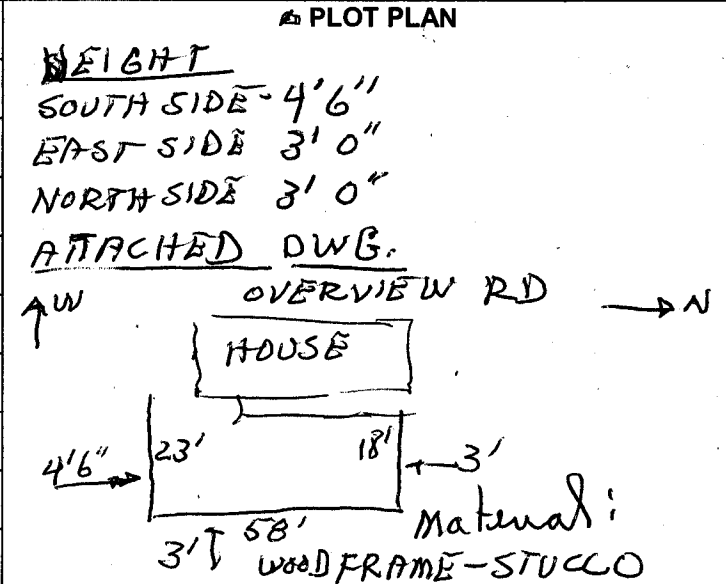 PLOT PLAN
HEIGHT
SOUTH SIDE - 4'6"
EAST SIDE 3' 0"
NORTH SIDE 3' 0"
ATTACHED DWG.
W OVERVIEW RD N
HOUSE
4'6" 23' 18' 3'
3' 58' Material:
WOOD FRAME - STUCCO